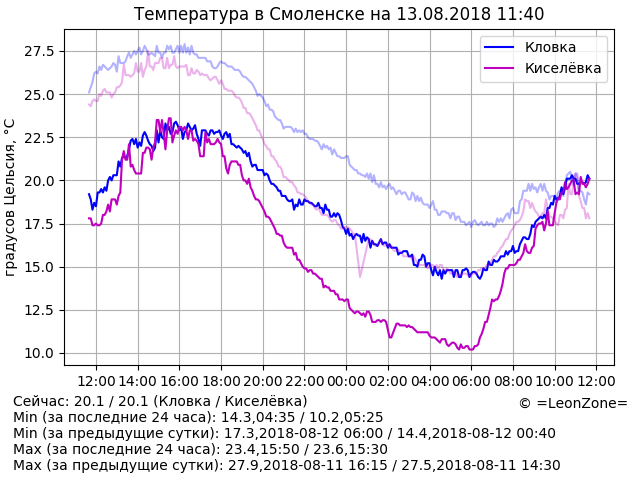 Температура в Смоленске на 13.08.2018 11:40
Кловка
Киселёвка
градусов Цельсия, °C
27.5
25.0
22.5
20.0
17.5
15.0
12.5
10.0
12:00 14:00 16:00 18:00 20:00 22:00 00:00 02:00 04:00 06:00 08:00 10:00 12:00
Сейчас: 20.1 / 20.1 (Кловка / Киселёвка)
© =LeonZone=
Min (за последние 24 часа): 14.3,04:35 / 10.2,05:25
Min (за предыдущие сутки): 17.3,2018-08-12 06:00 / 14.4,2018-08-12 00:40
Max (за последние 24 часа): 23.4,15:50 / 23.6,15:30
Max (за предыдущие сутки): 27.9,2018-08-11 16:15 / 27.5,2018-08-11 14:30